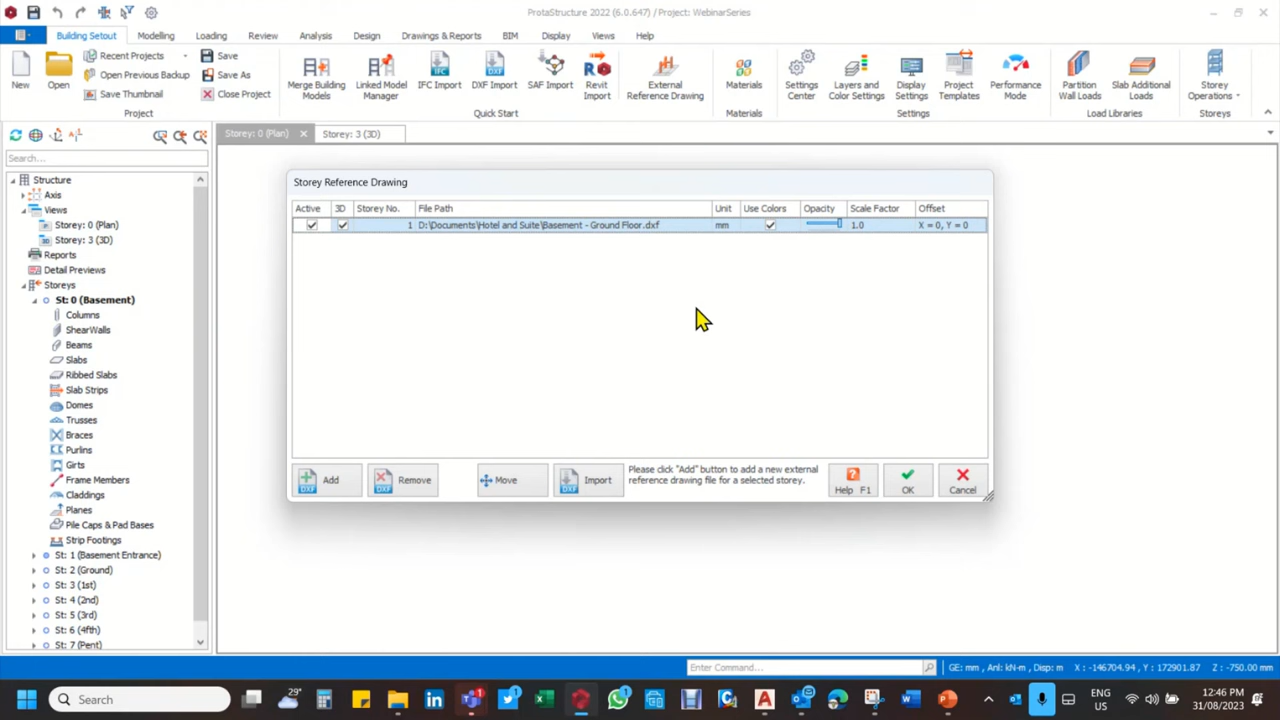 ProtaStructure 2022 (6.0.647) / Project: WebinarSeries
Building Setout Modelling Loading Review Analysis Design Drawings & Reports BIM Display Views Help
New
Open
Recent Projects
Open Previous Backup
Save Thumbnail
Save
Save As
Close Project
Merge Building Models
Linked Model Manager
IFC Import
DXF Import
SAF Import
Revit Import
External Reference Drawing
Materials
Settings Center
Layers and Color Settings
Display Settings
Project Templates
Performance Mode
Partition Wall Loads
Slab Additional Loads
Storey Operations
Project Quick Start Materials Settings Load Libraries Storeys
Storey: 0 (Plan) Storey: 3 (3D)
Search...
Structure
Axis
Views
Storey: 0 (Plan)
Storey: 3 (3D)
Reports
Detail Previews
Storeys
St: 0 (Basement)
Columns
ShearWalls
Beams
Slabs
Ribbed Slabs
Slab Strips
Domes
Trusses
Braces
Purlins
Girts
Frame Members
Claddings
Planes
Pile Caps & Pad Bases
Strip Footings
St: 1 (Basement Entrance)
St: 2 (Ground)
St: 3 (1st)
St: 4 (2nd)
St: 5 (3rd)
St: 6 (4fth)
St: 7 (Pent)
Storey Reference Drawing
Active 3D Storey No. File Path Unit Use Colors Opacity Scale Factor Offset
1 D:\Documents\Hotel and Suite\Basement - Ground Floor.dxf mm 1.0 X = 0, Y = 0
Add
Remove
Move
Import
Please click "Add" button to add a new external
reference drawing file for a selected storey.
Help F1
OK
Cancel
Enter Command...
GE: mm, Anl: kN-m , Disp: m X : -146704.94 Y : 172901.87 Z : -750.00 mm
Search
29°
ENG
US
12:46 PM
31/08/2023